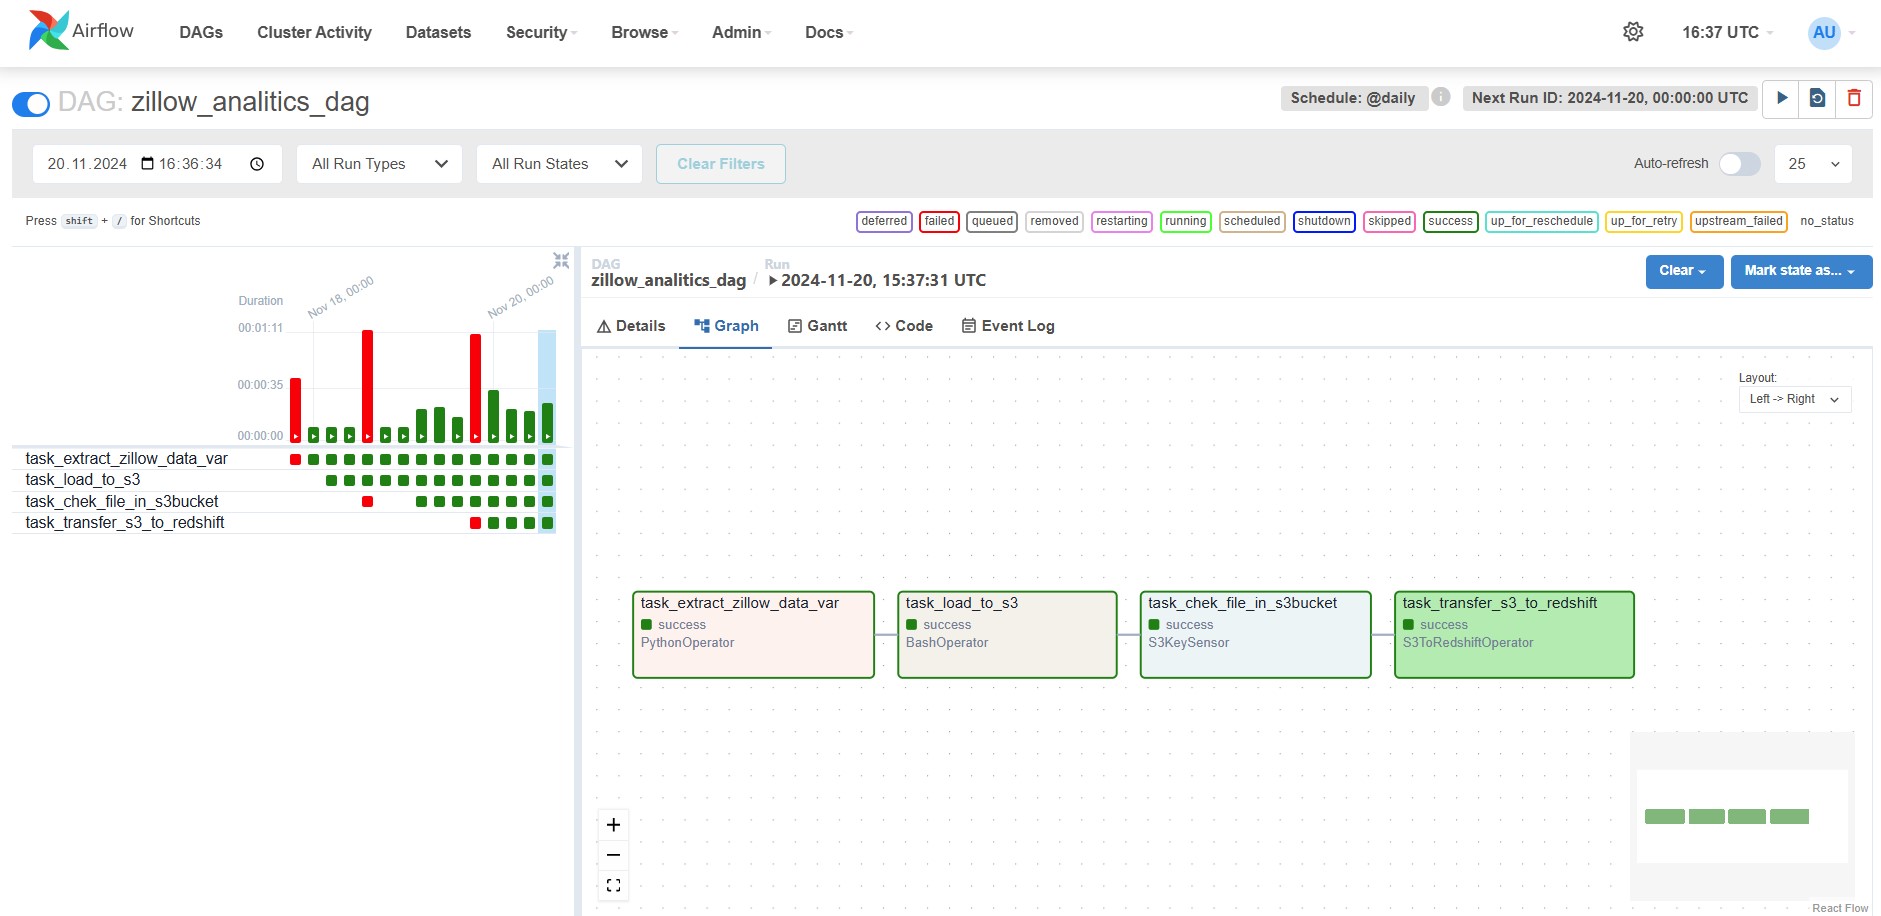 Airflow DAGs Cluster Activity Datasets Security Browse Admin Docs 16:37 UTC AU
DAG: zillow_analitics_dag Schedule: @daily i Next Run ID: 2024-11-20, 00:00:00 UTC
20.11.2024 16:36:34 All Run Types All Run States Clear Filters Auto-refresh 25
Press shift + / for Shortcuts deferred failed queued removed restarting running scheduled shutdown skipped success up_for_reschedule up_for_retry upstream_failed no_status
DAG Run
zillow_analitics_dag / 2024-11-20, 15:37:31 UTC Clear Mark state as...
Details Graph Gantt Code Event Log
Nov 18, 00:00 Nov 20, 00:00
Duration
00:01:11
00:00:35
00:00:00
task_extract_zillow_data_var
task_load_to_s3
task_chek_file_in_s3bucket
task_transfer_s3_to_redshift
Layout:
Left -> Right
task_extract_zillow_data_var
success
PythonOperator
task_load_to_s3
success
BashOperator
task_chek_file_in_s3bucket
success
S3KeySensor
task_transfer_s3_to_redshift
success
S3ToRedshiftOperator
React Flow